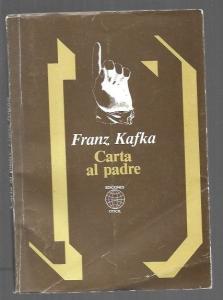 Franz Kafka
Carta
al padre
EDICIONES